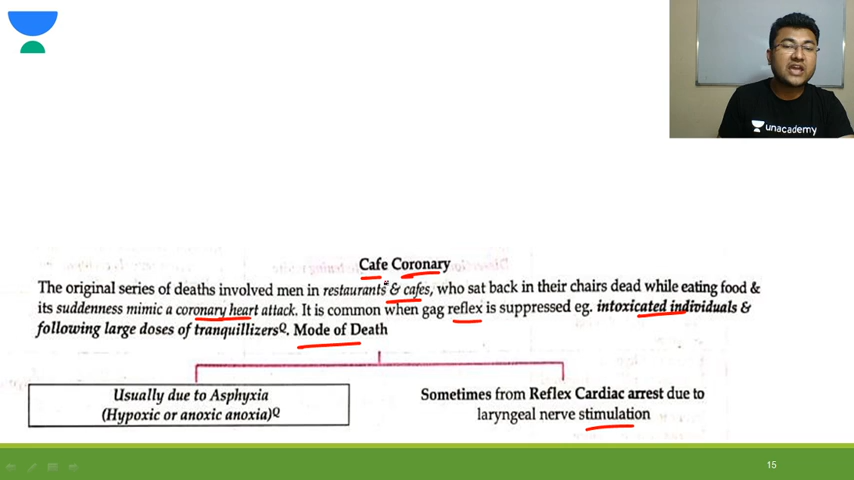 unacademy
Cafe Coronary
The original series of deaths involved men in restaurants & cafes, who sat back in their chairs dead while eating food &
its suddenness mimic a coronary heart attack. It is common when gag reflex is suppressed eg. intoxicated individuals &
following large doses of tranquillizersQ. Mode of Death
Usually due to Asphyxia
(Hypoxic or anoxic anoxia)Q
Sometimes from Reflex Cardiac arrest due to
laryngeal nerve stimulation
15